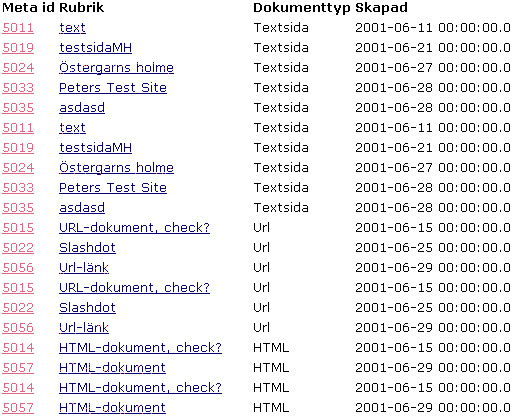 Meta id Rubrik Dokumenttyp Skapad
5011 text Textsida 2001-06-11 00:00:00.0
5019 testsidaMH Textsida 2001-06-21 00:00:00.0
5024 Östergarns holme Textsida 2001-06-27 00:00:00.0
5033 Peters Test Site Textsida 2001-06-28 00:00:00.0
5035 asdasd Textsida 2001-06-28 00:00:00.0
5011 text Textsida 2001-06-11 00:00:00.0
5019 testsidaMH Textsida 2001-06-21 00:00:00.0
5024 Östergarns holme Textsida 2001-06-27 00:00:00.0
5033 Peters Test Site Textsida 2001-06-28 00:00:00.0
5035 asdasd Textsida 2001-06-28 00:00:00.0
5015 URL-dokument, check? Url 2001-06-15 00:00:00.0
5022 Slashdot Url 2001-06-25 00:00:00.0
5056 Url-länk Url 2001-06-29 00:00:00.0
5015 URL-dokument, check? Url 2001-06-15 00:00:00.0
5022 Slashdot Url 2001-06-25 00:00:00.0
5056 Url-länk Url 2001-06-29 00:00:00.0
5014 HTML-dokument, check? HTML 2001-06-15 00:00:00.0
5057 HTML-dokument HTML 2001-06-29 00:00:00.0
5014 HTML-dokument, check? HTML 2001-06-15 00:00:00.0
5057 HTML-dokument HTML 2001-06-29 00:00:00.0